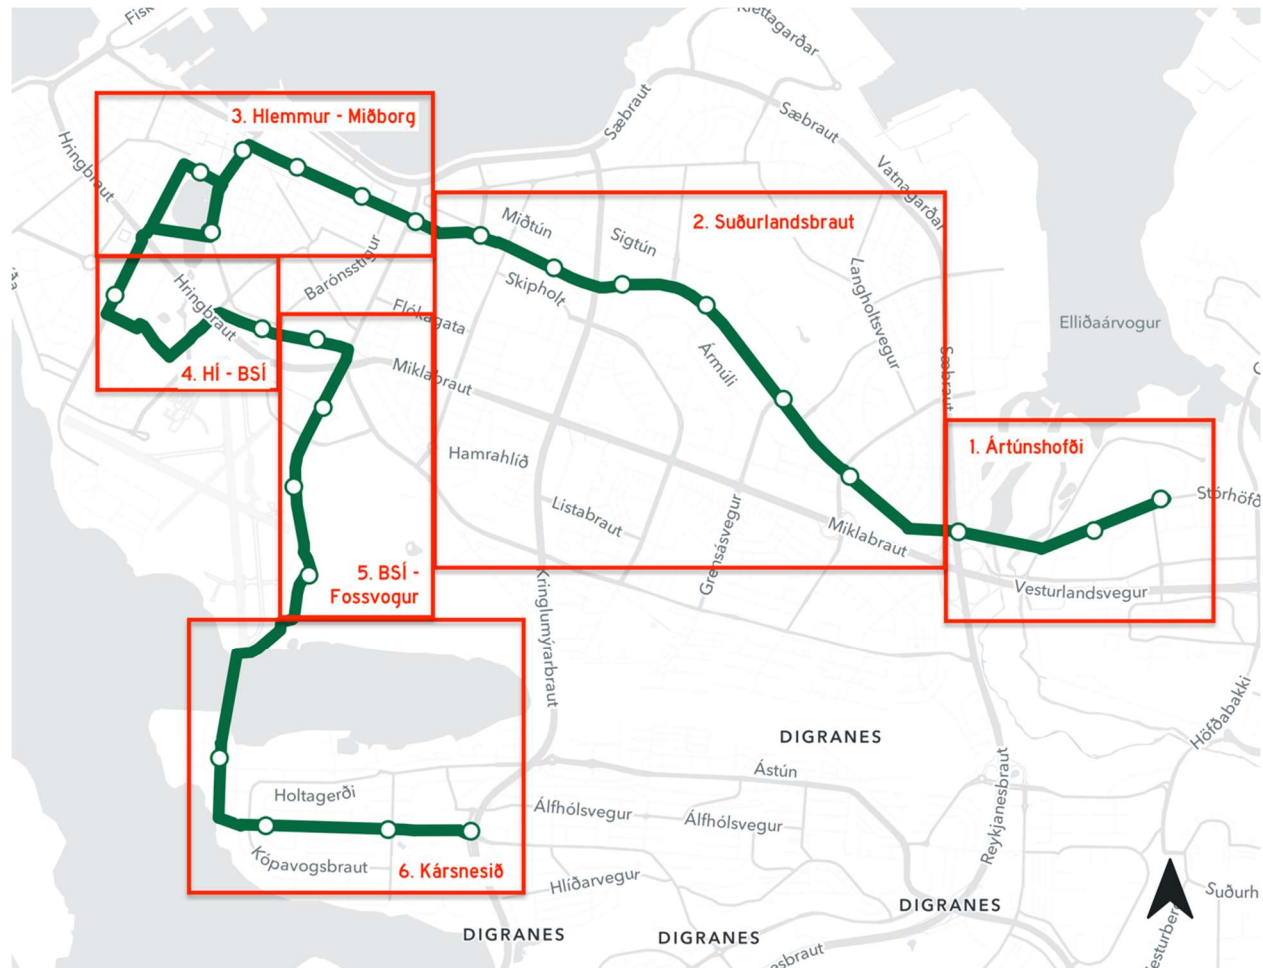 Klettagarðar
Sæbraut
Sæbraut
Vatnagarðar
3. Hlemmur - Miðborg
Hringbraut
2. Suðurlandsbraut
Miðtún
Sigtún
Barónsstígur
Skipholt
Langholtsvegur
Hringbraut
Flókagata
Elliðaárvogur
4. HÍ - BSÍ
Miklabraut
Ármúli
Sæbraut
1. Ártúnshofði
Hamrahlíð
Listabraut
Grensásvegur
Miklabraut
5. BSÍ -
Fossvogur
Vesturlandsvegur
Kringlumýrarbraut
Höfðabakki
DIGRANES
Ástún
Holtagerði
Álfhólsvegur
Álfhólsvegur
Reykjanesbraut
Kópavogsbraut
6. Kársnesið
Hlíðarvegur
DIGRANES
DIGRANES
DIGRANES